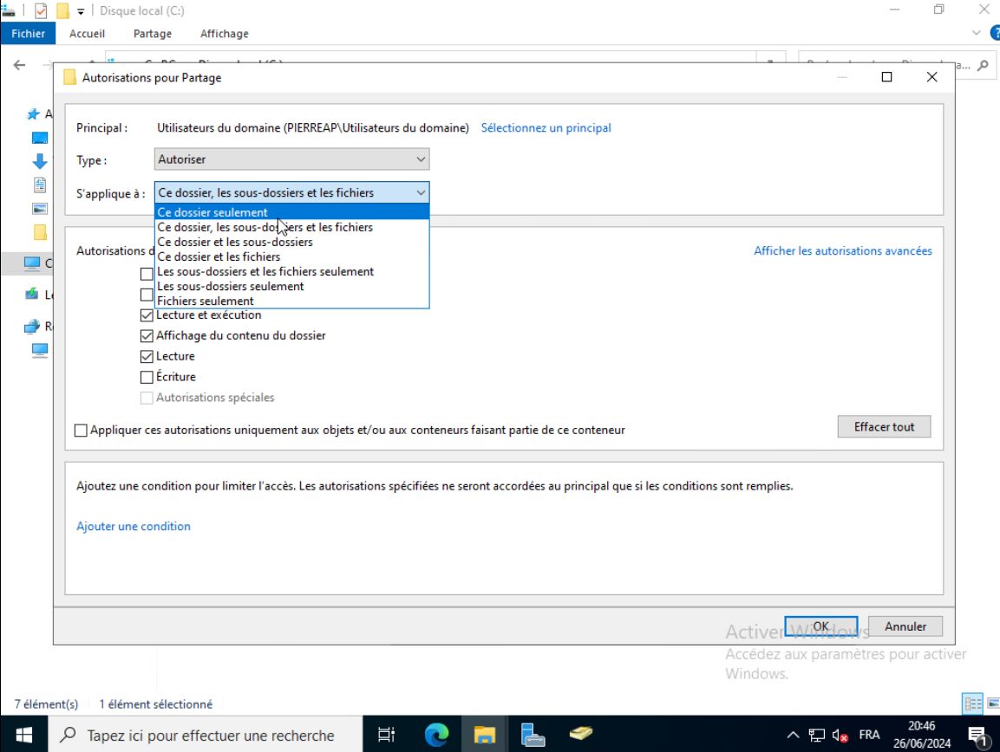 Disque local (C:)
Fichier Accueil Partage Affichage
Autorisations pour Partage
Principal : Utilisateurs du domaine (PIERREAP\Utilisateurs du domaine) Sélectionnez un principal
Type : Autoriser
S'applique à : Ce dossier, les sous-dossiers et les fichiers
Ce dossier seulement
Ce dossier, les sous-dossiers et les fichiers
Ce dossier et les sous-dossiers
Ce dossier et les fichiers
Les sous-dossiers et les fichiers seulement
Les sous-dossiers seulement
Fichiers seulement
Autorisations d
Afficher les autorisations avancées
Lecture et exécution
Affichage du contenu du dossier
Lecture
Écriture
Autorisations spéciales
Appliquer ces autorisations uniquement aux objets et/ou aux conteneurs faisant partie de ce conteneur
Effacer tout
Ajoutez une condition pour limiter l'accès. Les autorisations spécifiées ne seront accordées au principal que si les conditions sont remplies.
Ajouter une condition
OK Annuler
Activer Windows
Accédez aux paramètres pour activer
Windows.
7 élément(s) 1 élément sélectionné
Tapez ici pour effectuer une recherche
FRA
20:46
26/06/2024
1